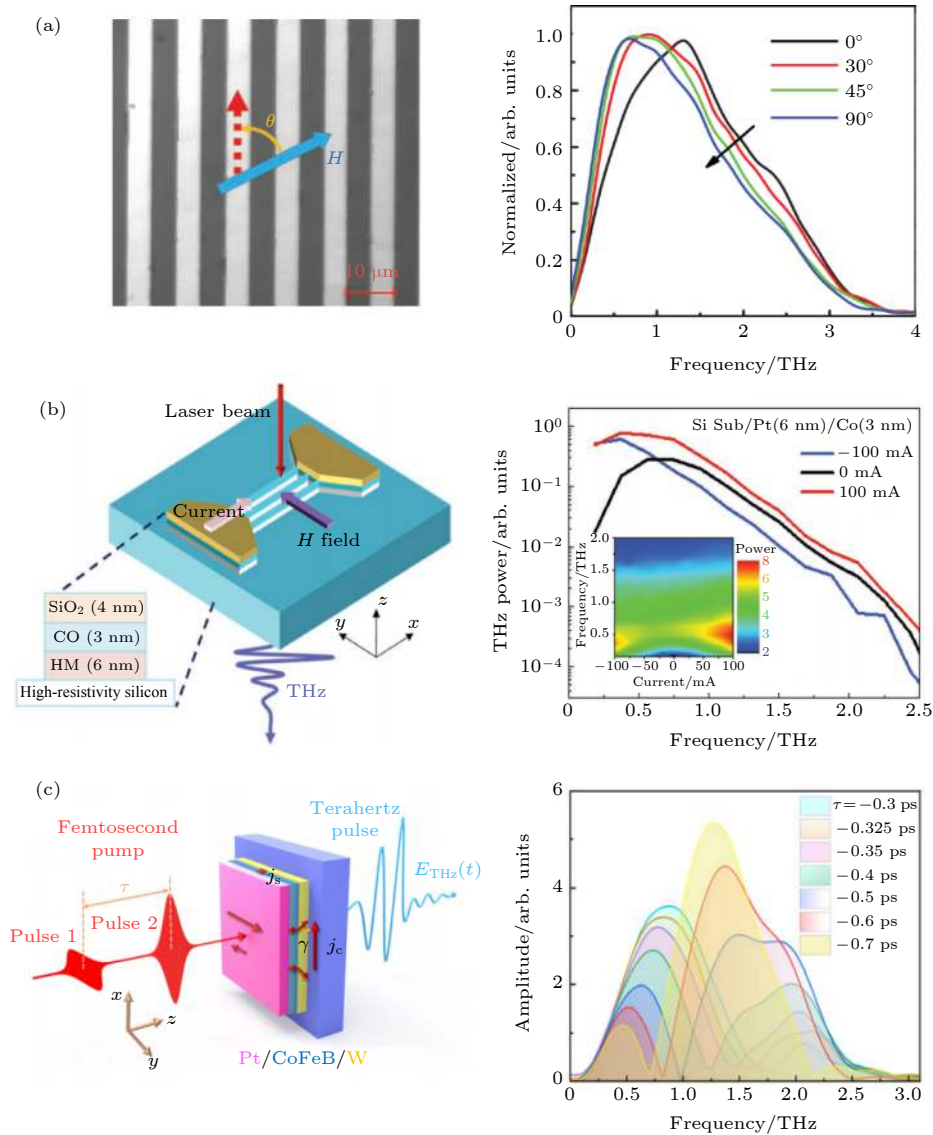 (a)
θ
H
10 μm
Normalized/arb. units
1.0
0.8
0.6
0.4
0.2
0
0°
30°
45°
90°
0 1 2 3 4
Frequency/THz
(b)
Laser beam
Current
H field
SiO₂ (4 nm)
CO (3 nm)
HM (6 nm)
High-resistivity silicon
z
y x
THz
THz power/arb. units
10⁰
10⁻¹
10⁻²
10⁻³
10⁻⁴
Si Sub/Pt(6 nm)/Co(3 nm)
−100 mA
0 mA
100 mA
Frequency/THz
2.0
1.5
1.0
0.5
−100 −50 0 50 100
Current/mA
Power
8
6
5
4
3
2
0 0.5 1.0 1.5 2.0 2.5
Frequency/THz
(c)
Femtosecond
pump
τ
Pulse 1
Pulse 2
x
z
y
Terahertz
pulse
E_THz(t)
j_s
γ
j_c
Pt/CoFeB/W
Amplitude/arb. units
6
4
2
0
τ=−0.3 ps
−0.325 ps
−0.35 ps
−0.4 ps
−0.5 ps
−0.6 ps
−0.7 ps
0 0.5 1.0 1.5 2.0 2.5 3.0
Frequency/THz